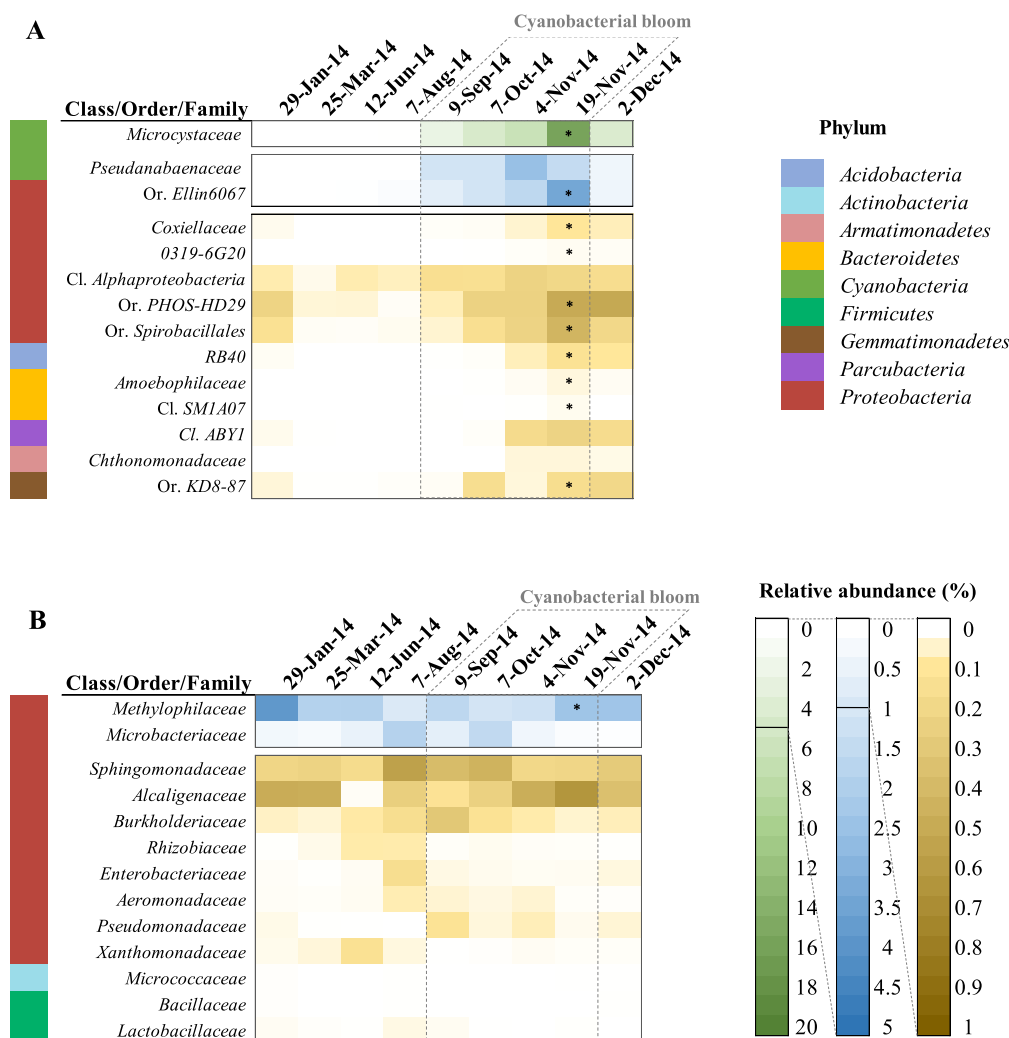 A
Cyanobacterial bloom
29-Jan-14 25-Mar-14 12-Jun-14 7-Aug-14 9-Sep-14 7-Oct-14 4-Nov-14 19-Nov-14 2-Dec-14
Class/Order/Family
Microcystaceae *
Pseudanabaenaceae
Or. Ellin6067 *
Coxiellaceae *
0319-6G20 *
Cl. Alphaproteobacteria
Or. PHOS-HD29 *
Or. Spirobacillales *
RB40 *
Amoebophilaceae *
Cl. SM1A07 *
Cl. ABY1
Chthonomonadaceae
Or. KD8-87 *
Phylum
Acidobacteria
Actinobacteria
Armatimonadetes
Bacteroidetes
Cyanobacteria
Firmicutes
Gemmatimonadetes
Parcubacteria
Proteobacteria
B
Cyanobacterial bloom
29-Jan-14 25-Mar-14 12-Jun-14 7-Aug-14 9-Sep-14 7-Oct-14 4-Nov-14 19-Nov-14 2-Dec-14
Class/Order/Family
Methylophilaceae *
Microbacteriaceae
Sphingomonadaceae
Alcaligenaceae
Burkholderiaceae
Rhizobiaceae
Enterobacteriaceae
Aeromonadaceae
Pseudomonadaceae
Xanthomonadaceae
Micrococcaceae
Bacillaceae
Lactobacillaceae
Relative abundance (%)
0 0 0
2 0.5 0.1
4 1 0.2
6 1.5 0.3
8 2 0.4
10 2.5 0.5
12 3 0.6
14 3.5 0.7
16 4 0.8
18 4.5 0.9
20 5 1